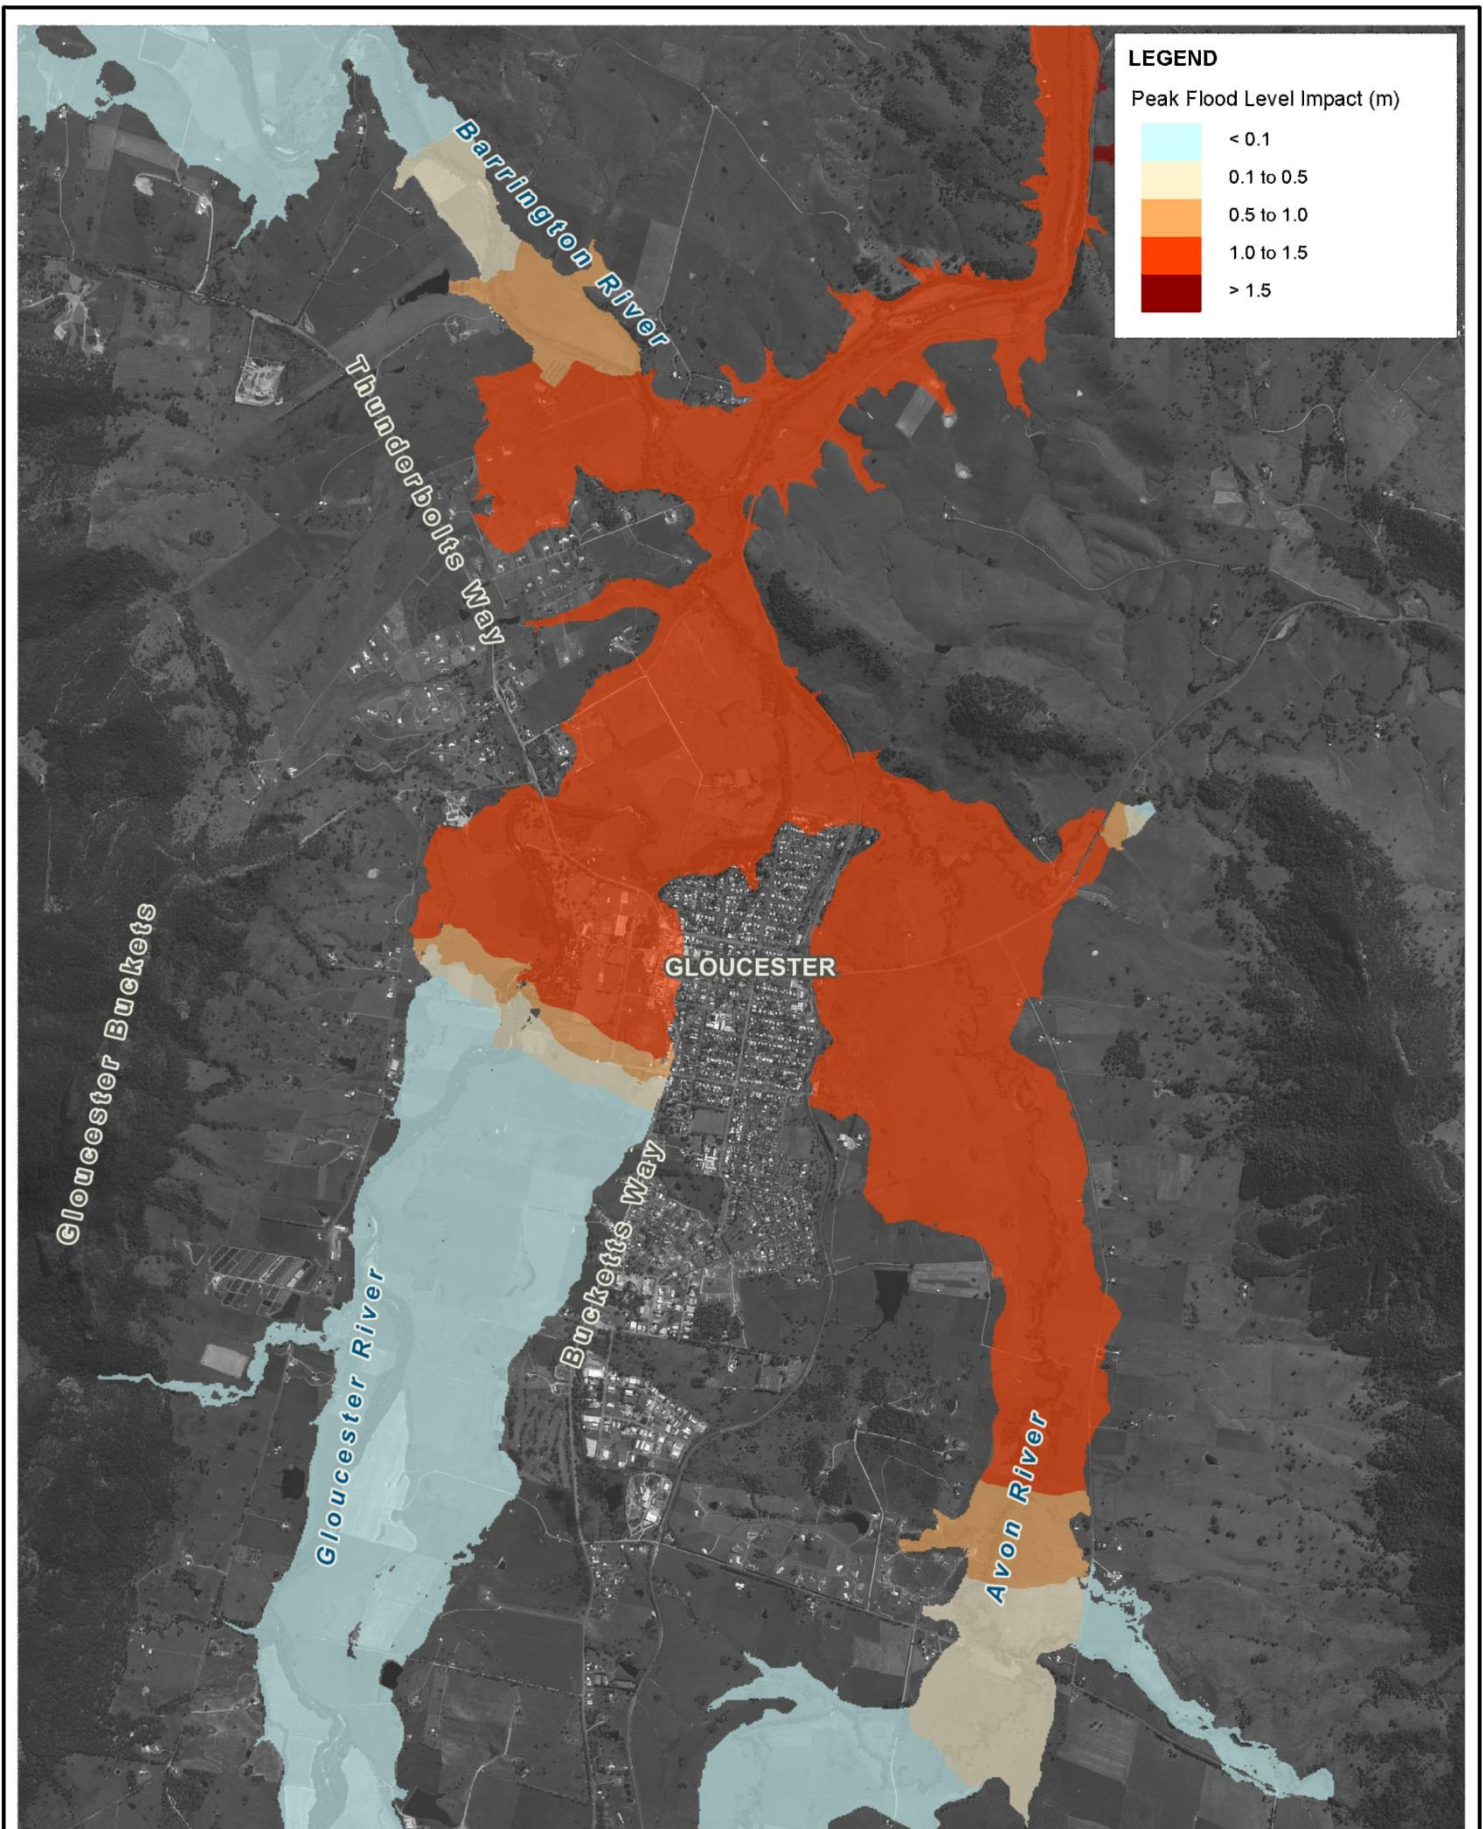 LEGEND
Peak Flood Level Impact (m)
< 0.1
0.1 to 0.5
0.5 to 1.0
1.0 to 1.5
> 1.5
Barrington River
Thunderbolts Way
GLOUCESTER
Gloucester Buckets
Bucketts Way
Gloucester River
Avon River